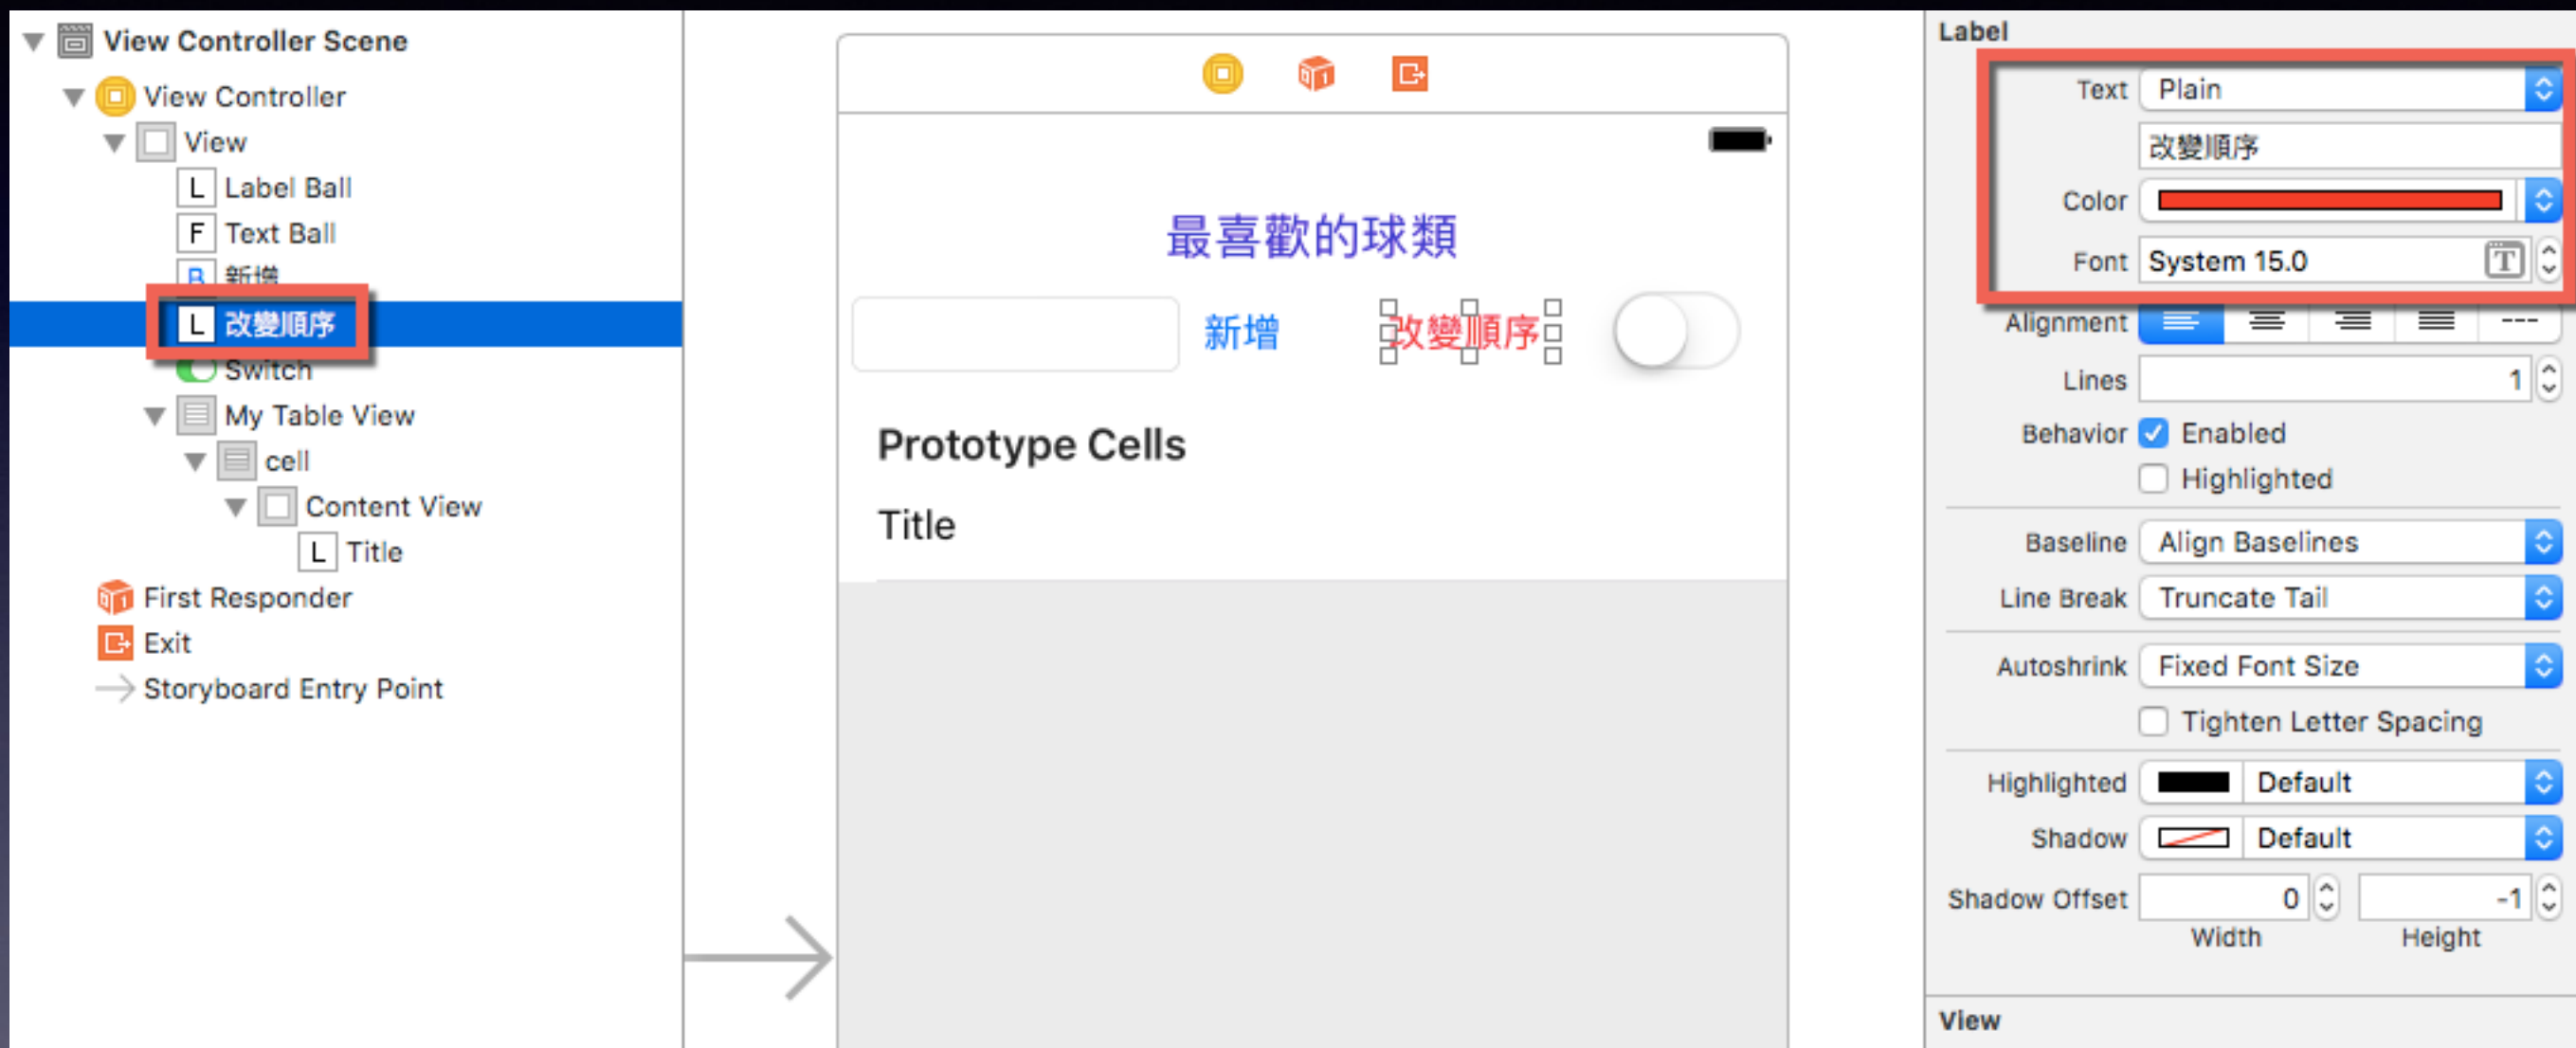 View Controller Scene
View Controller
View
L Label Ball
F Text Ball
B 新增
L 改變順序
Switch
My Table View
cell
Content View
L Title
First Responder
Exit
Storyboard Entry Point
最喜歡的球類
新增 改變順序
Prototype Cells
Title
Label
Text Plain
改變順序
Color
Font System 15.0 T
Alignment ---
Lines 1
Behavior Enabled
Highlighted
Baseline Align Baselines
Line Break Truncate Tail
Autoshrink Fixed Font Size
Tighten Letter Spacing
Highlighted Default
Shadow Default
Shadow Offset 0 -1
Width Height
View